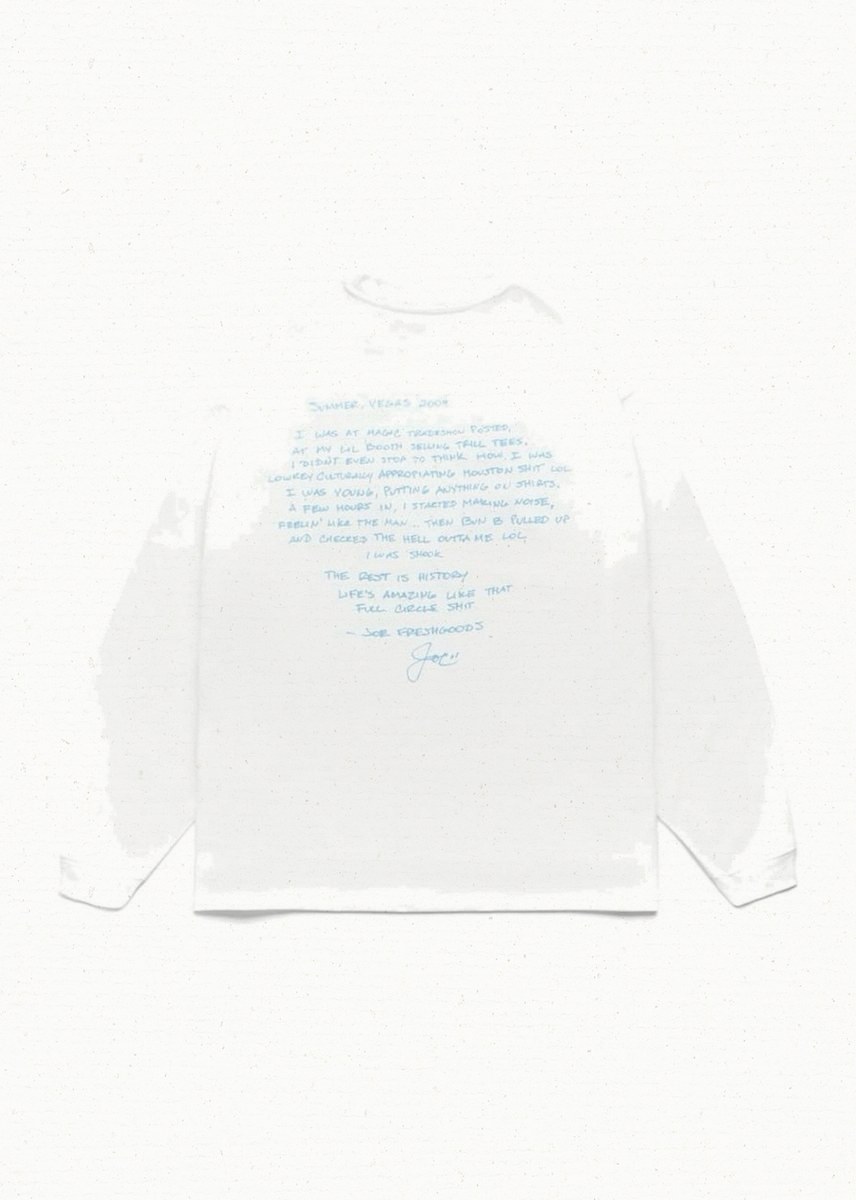 SUMMER, VEGAS 2009
I WAS AT MAGIC TRADESHOW POSTED,
AT MY LIL BOOTH SELLING TRILL TEES.
I DIDN'T EVEN STOP TO THINK HOW I WAS
LOWKEY CULTURALLY APPROPIATING HOUSTON SHIT LOL
I WAS YOUNG, PUTTING ANYTHING ON SHIRTS.
A FEW HOURS IN, I STARTED MAKING NOISE,
FEELIN' LIKE THE MAN... THEN BUN B PULLED UP
AND CHECKED THE HELL OUTTA ME LOL,
I WAS SHOOK
THE REST IS HISTORY.
LIFE'S AMAZING LIKE THAT
FULL CIRCLE SHIT
- JOE FRESHGOODS
Joe